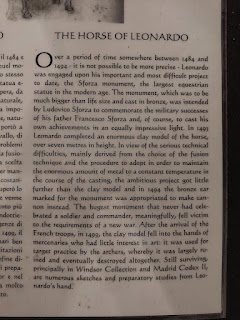 THE HORSE OF LEONARDO
Over a period of time somewhere between 1484 and
1494 - it is not possible to be more precise - Leonardo
was engaged upon his important and most difficult project
to date, the Sforza monument, the largest equestrian
statue in the modern age. The monument, which was to be
much bigger than life size and cast in bronze, was intended
by Ludovico Sforza to commemorate the military successes
of his father Francesco Sforza and, of course, to cast his
own achievements in an equally impressive light. In 1493
Leonardo completed an enormous clay model of the horse,
over seven metres in height. In view of the serious technical
difficulties, mainly derived from the choice of the fusion
technique and the procedure to adopt in order to maintain
the enormous amount of metal to a constant temperature in
the course of the casting, the ambitious project got little
further than the clay model and in 1494 the bronze ear
marked for the monument was appropriated to make can-
non instead. The biggest monument that never had cele-
brated a soldier and commander, meaningfully, fell victim
to the requirements of a new war. After the arrival of the
French troops, in 1499, the clay model fell into the hands of
mercenaries who had little interest in art: it was used for
target practice by the archers, whereby it was largely ru-
ined and eventually destroyed altogether. Still surviving,
principally in Windsor Collection and Madrid Codex II,
are numerous sketches and preparatory studies from Leo-
nardo's hand.